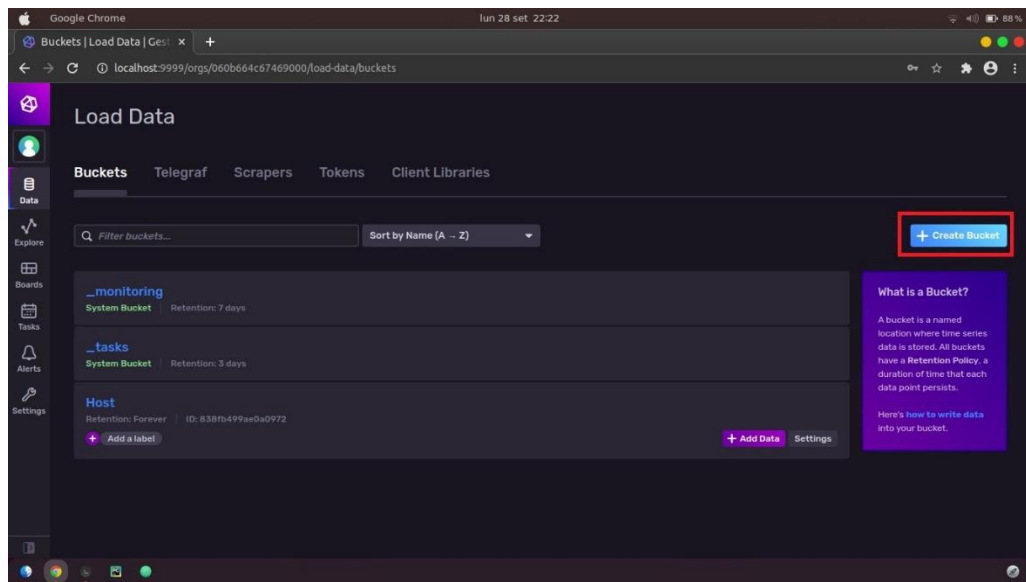 Google Chrome
lun 28 set 22:22
88 %
Buckets | Load Data | Gest
localhost:9999/orgs/060b664c67469000/load-data/buckets
Load Data
Buckets Telegraf Scrapers Tokens Client Libraries
Data
Explore
Boards
Tasks
Alerts
Settings
Filter buckets...
Sort by Name (A → Z)
+ Create Bucket
_monitoring
System Bucket Retention: 7 days
_tasks
System Bucket Retention: 3 days
Host
Retention: Forever ID: 838fb499ae0a0972
+ Add a label
+ Add Data Settings
What is a Bucket?
A bucket is a named
location where time series
data is stored. All buckets
have a Retention Policy, a
duration of time that each
data point persists.
Here's how to write data
into your bucket.